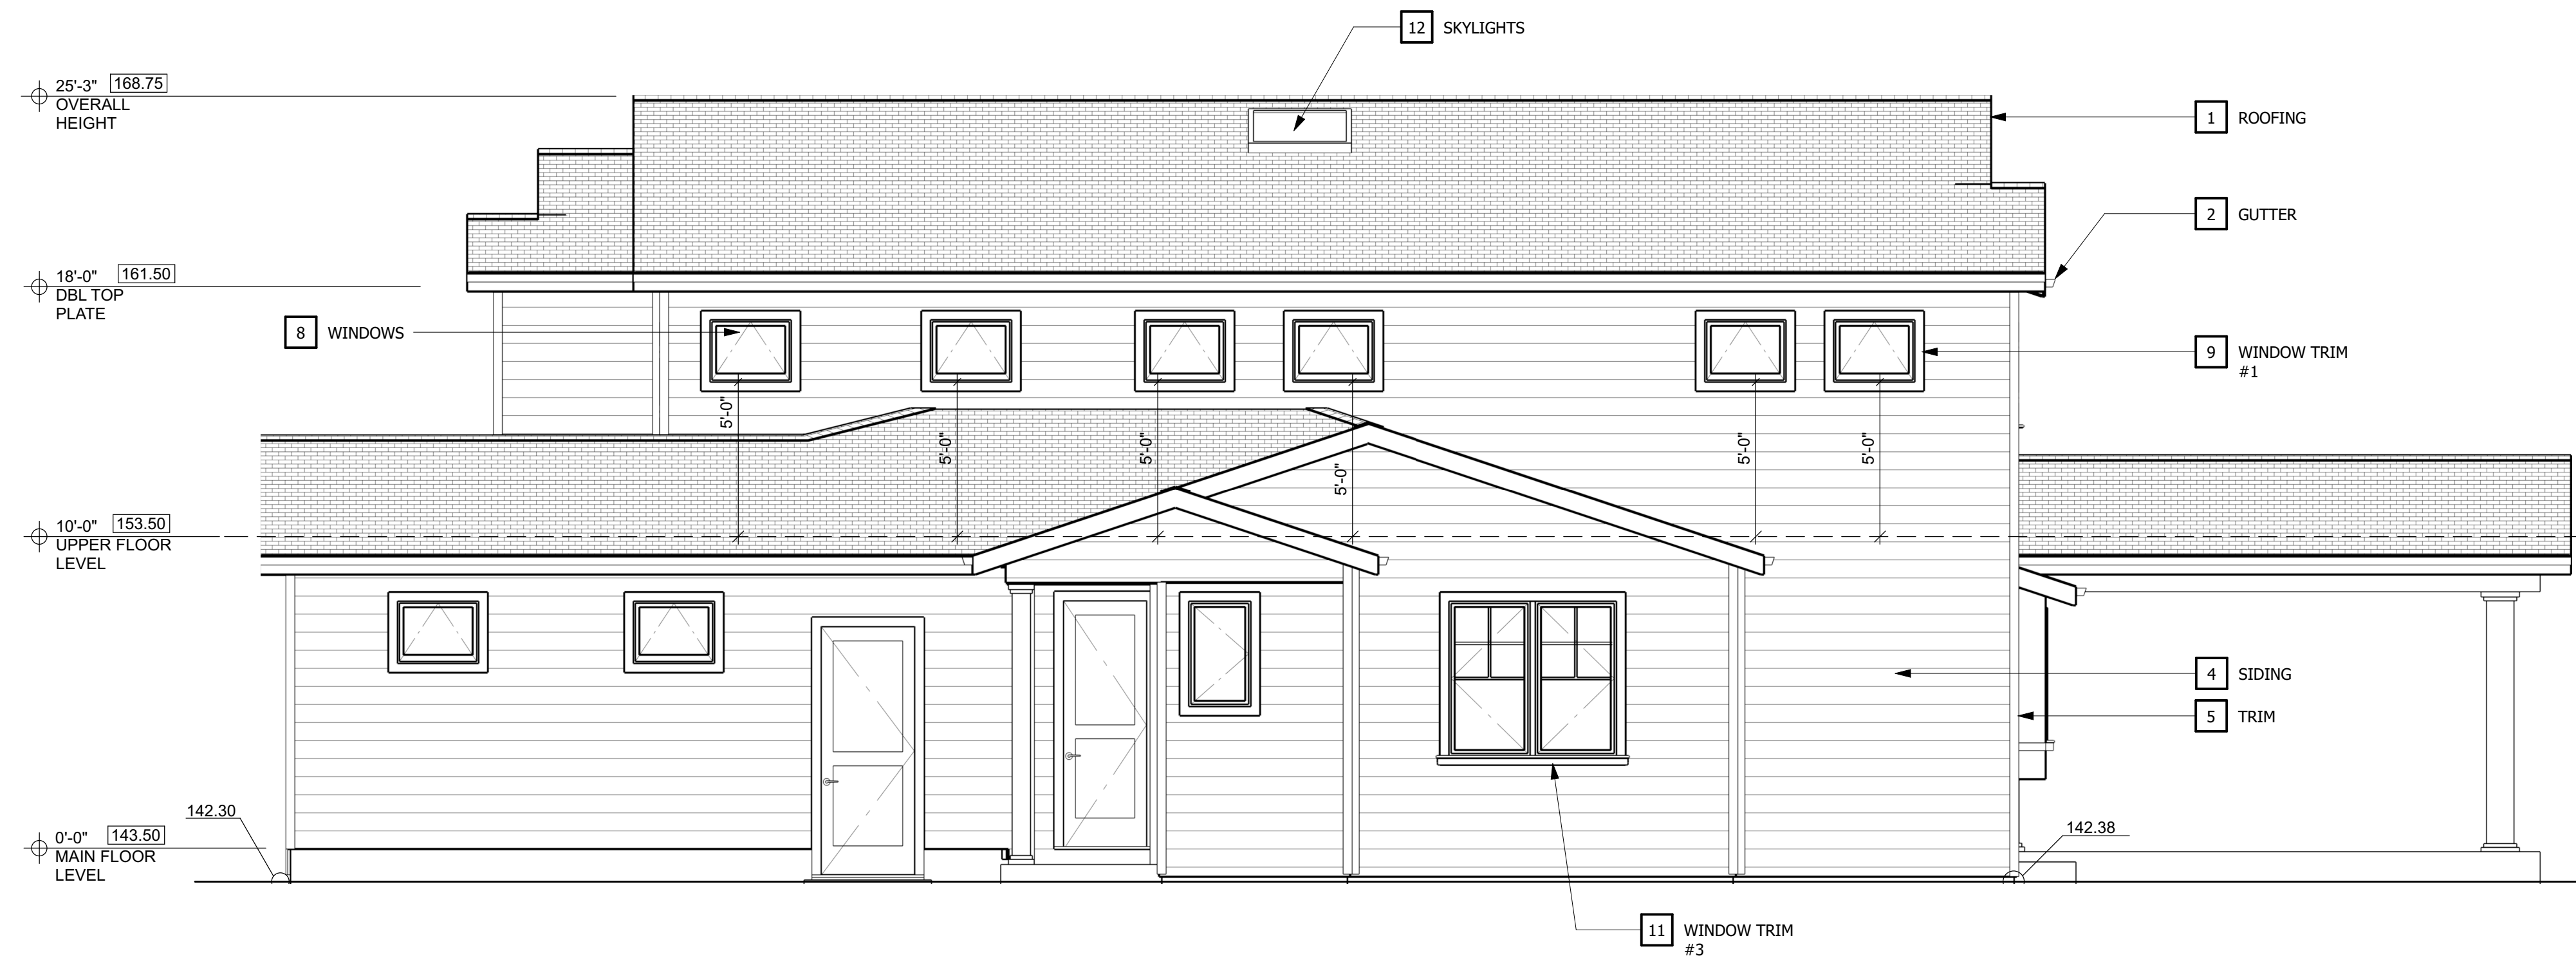 12 SKYLIGHTS
25'-3" 168.75
OVERALL
HEIGHT
1 ROOFING
2 GUTTER
18'-0" 161.50
DBL TOP
PLATE
8 WINDOWS
9 WINDOW TRIM
#1
5'-0"
5'-0"
5'-0"
5'-0"
5'-0"
5'-0"
10'-0" 153.50
UPPER FLOOR
LEVEL
4 SIDING
5 TRIM
142.30
142.38
0'-0" 143.50
MAIN FLOOR
LEVEL
11 WINDOW TRIM
#3